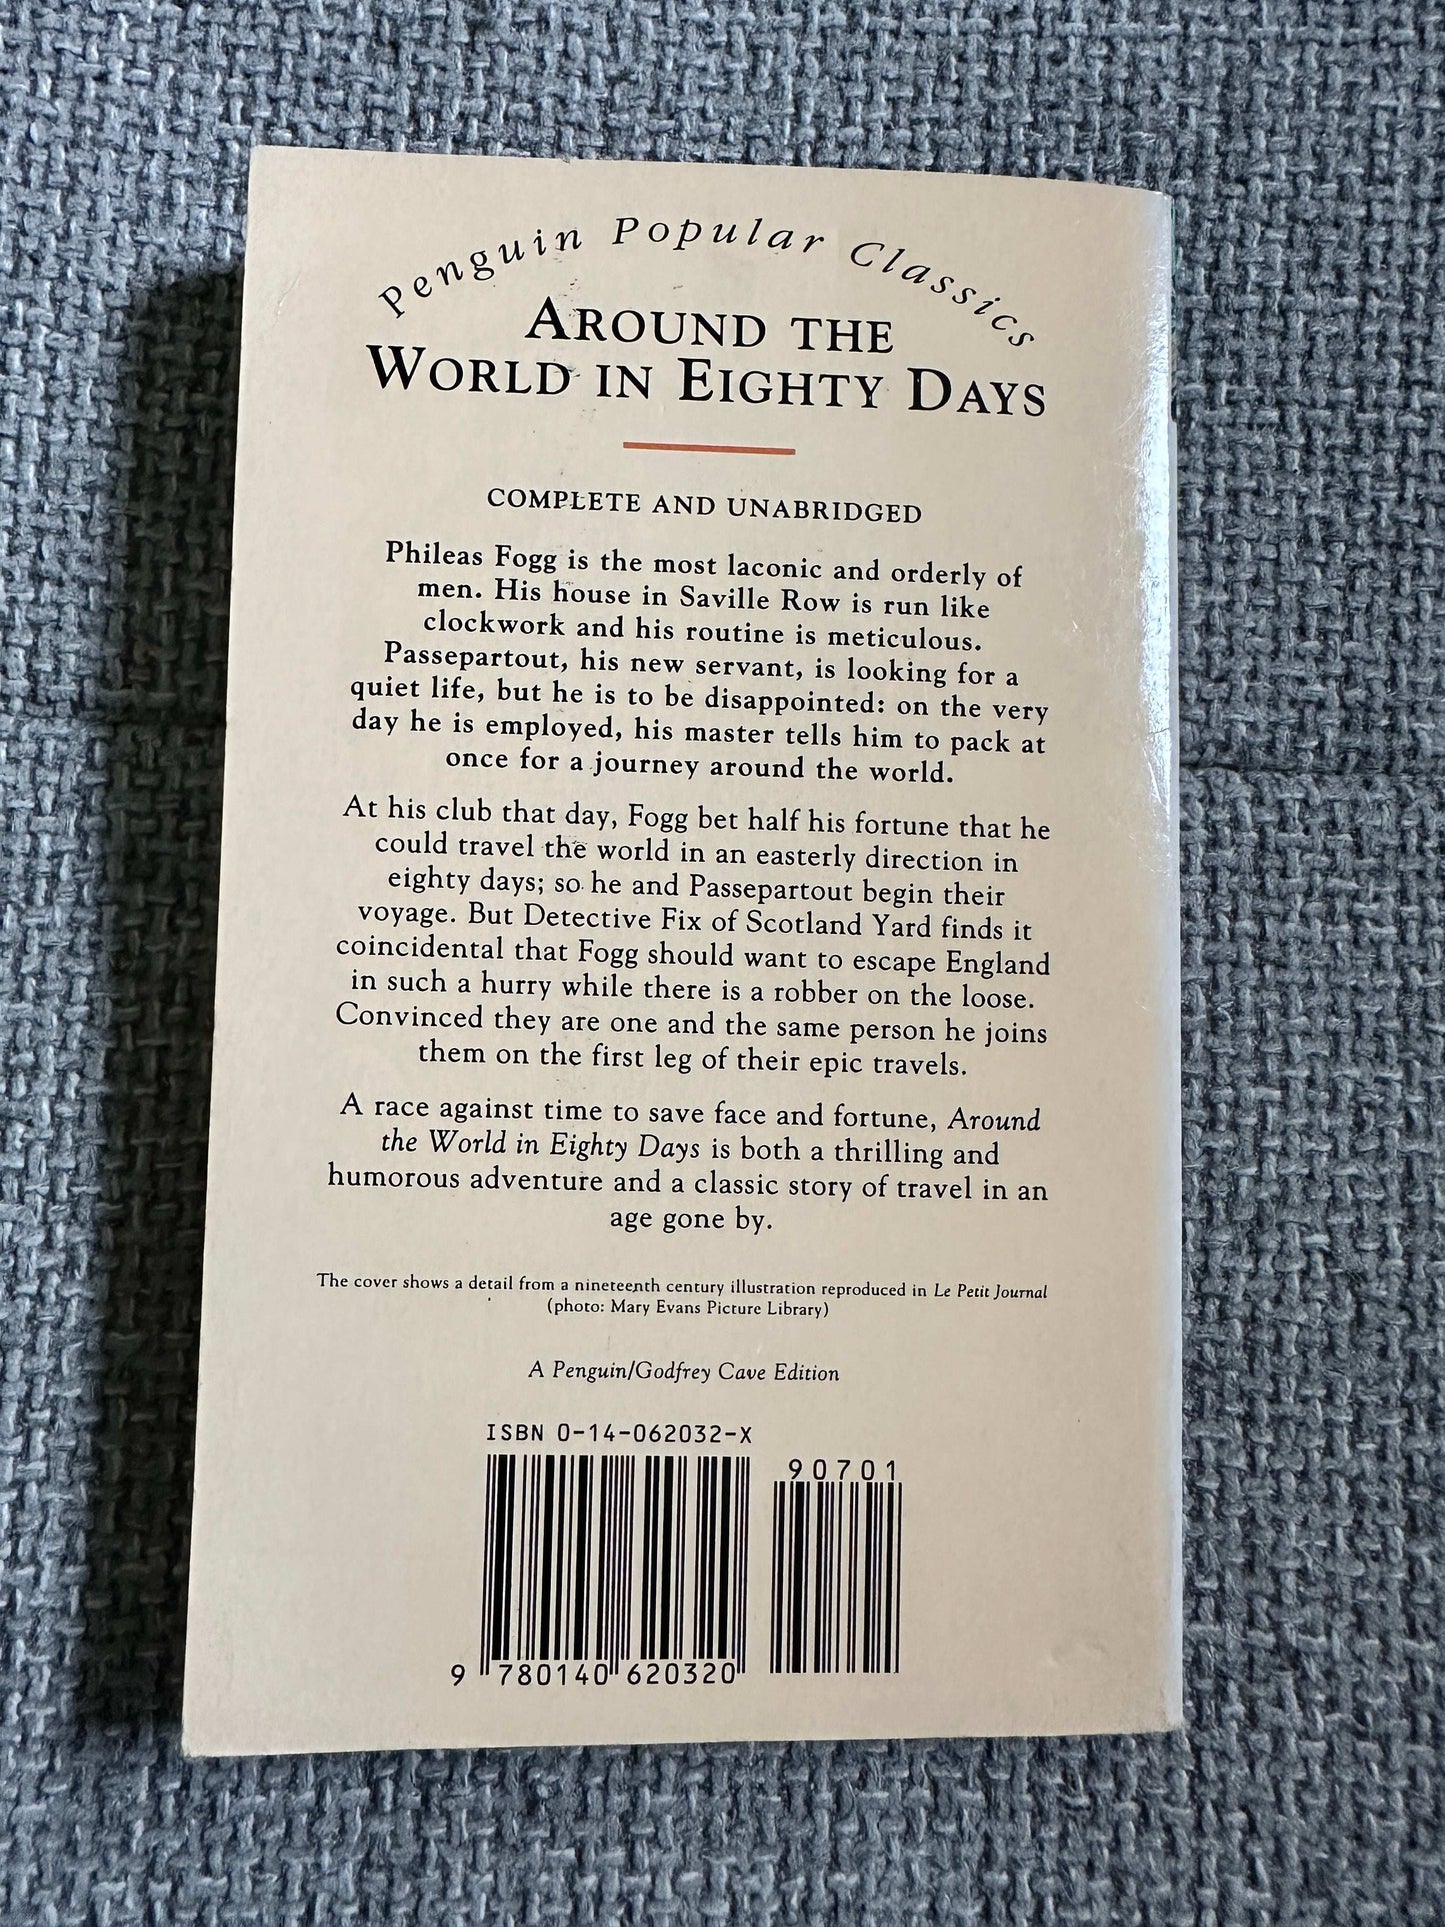 Penguin Popular Classics
AROUND THE
WORLD IN EIGHTY DAYS
COMPLETE AND UNABRIDGED
Phileas Fogg is the most laconic and orderly of
men. His house in Saville Row is run like
clockwork and his routine is meticulous.
Passepartout, his new servant, is looking for a
quiet life, but he is to be disappointed: on the very
day he is employed, his master tells him to pack at
once for a journey around the world.
At his club that day, Fogg bet half his fortune that he
could travel the world in an easterly direction in
eighty days; so he and Passepartout begin their
voyage. But Detective Fix of Scotland Yard finds it
coincidental that Fogg should want to escape England
in such a hurry while there is a robber on the loose.
Convinced they are one and the same person he joins
them on the first leg of their epic travels.
A race against time to save face and fortune, Around
the World in Eighty Days is both a thrilling and
humorous adventure and a classic story of travel in an
age gone by.
The cover shows a detail from a nineteenth century illustration reproduced in Le Petit Journal
(photo: Mary Evans Picture Library)
A Penguin/Godfrey Cave Edition
ISBN 0-14-062032-X
90701
9 780140 620320